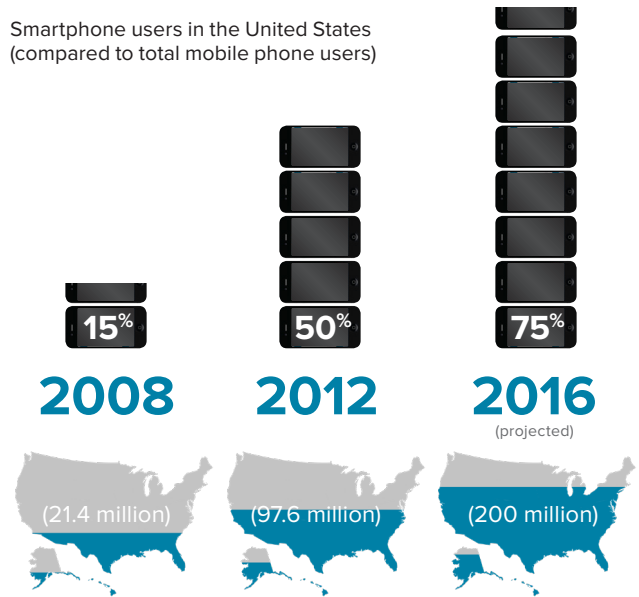 Smartphone users in the United States
(compared to total mobile phone users)
15%
50%
75%
2008
2012
2016
(projected)
(21.4 million)
(97.6 million)
(200 million)